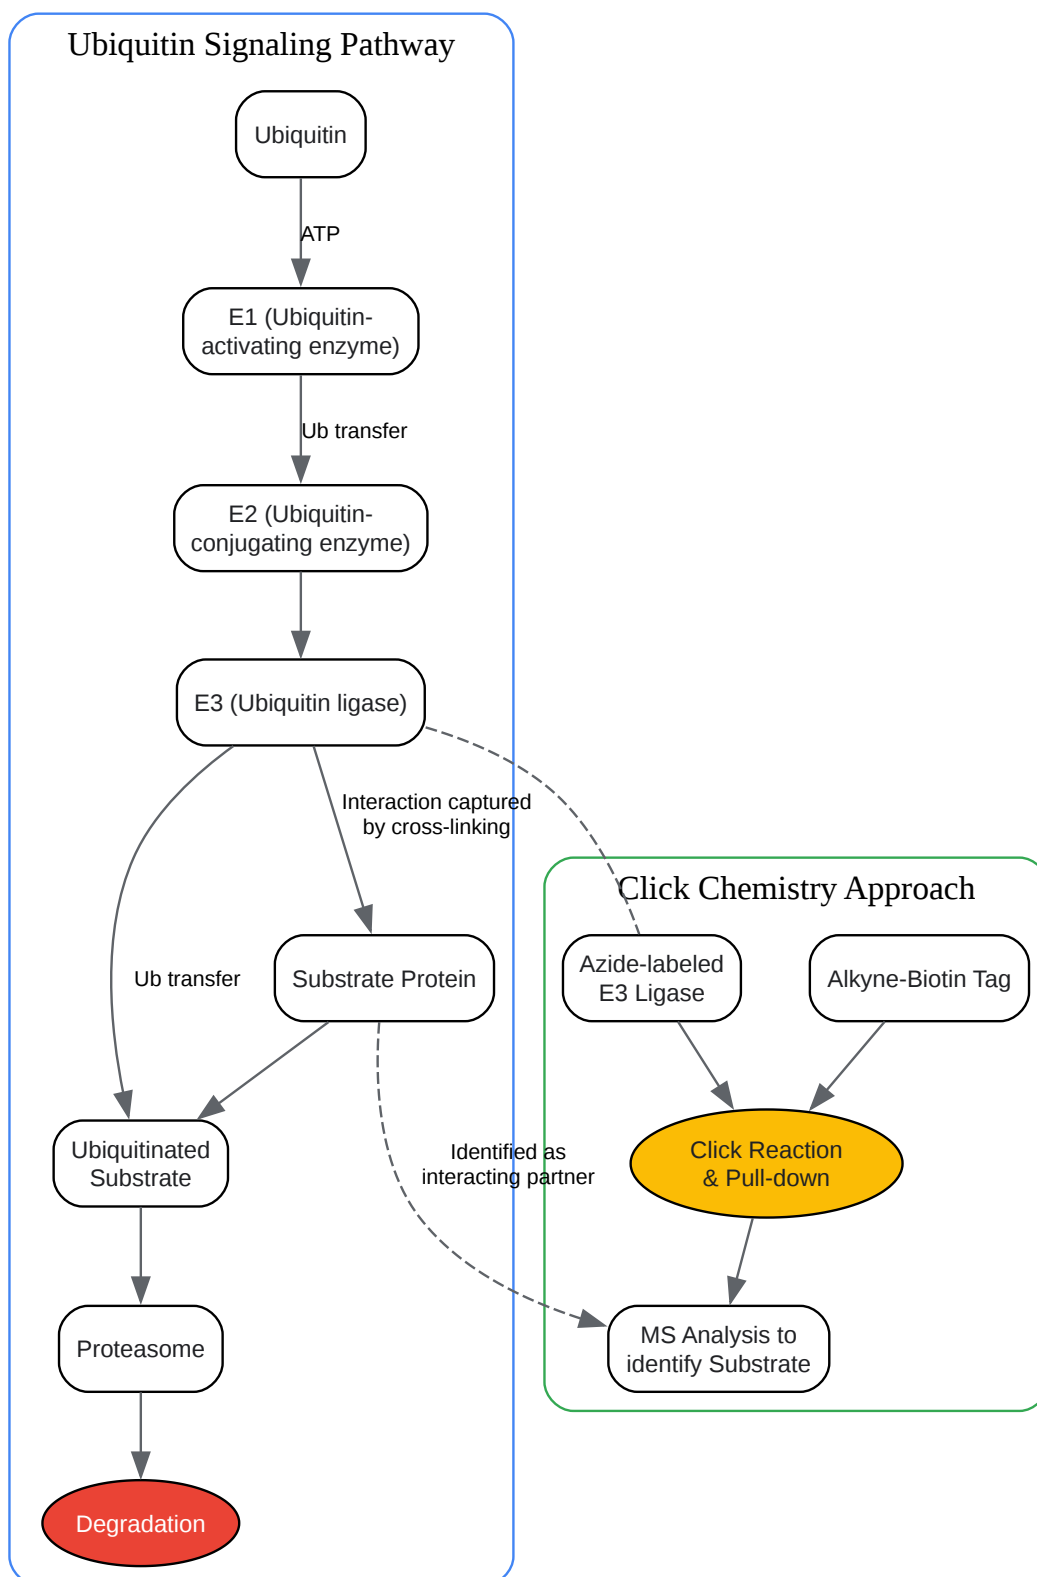 Ubiquitin Signaling Pathway
Ubiquitin
ATP
E1 (Ubiquitin-
activating enzyme)
Ub transfer
E2 (Ubiquitin-
conjugating enzyme)
E3 (Ubiquitin ligase)
Interaction captured
by cross-linking
Click Chemistry Approach
Ub transfer
Substrate Protein
Azide-labeled
E3 Ligase
Alkyne-Biotin Tag
Ubiquitinated
Substrate
Identified as
interacting partner
Click Reaction
& Pull-down
Proteasome
MS Analysis to
identify Substrate
Degradation